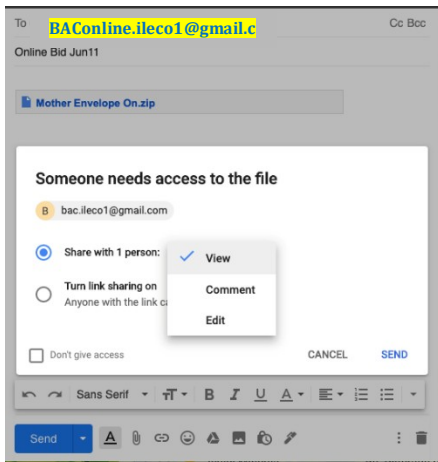 To BAConline.ileco1@gmail.c Cc Bcc
Online Bid Jun11
Mother Envelope On.zip
Someone needs access to the file
B bac.ileco1@gmail.com
Share with 1 person:
View
Turn link sharing on
Comment
Anyone with the link
Edit
Don't give access CANCEL SEND
Sans Serif B I U A
Send A